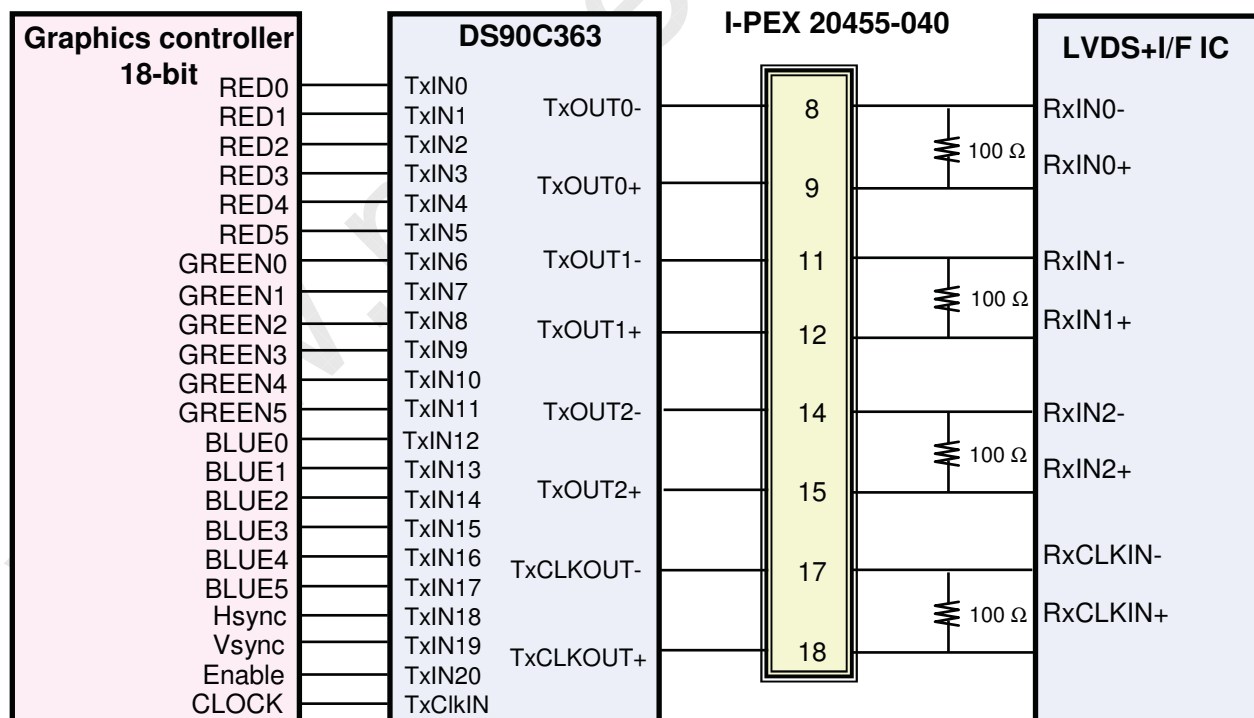 Graphics controller
18-bit
RED0
RED1
RED2
RED3
RED4
RED5
GREEN0
GREEN1
GREEN2
GREEN3
GREEN4
GREEN5
BLUE0
BLUE1
BLUE2
BLUE3
BLUE4
BLUE5
Hsync
Vsync
Enable
CLOCK
DS90C363
TxIN0
TxIN1
TxIN2
TxIN3
TxIN4
TxIN5
TxIN6
TxIN7
TxIN8
TxIN9
TxIN10
TxIN11
TxIN12
TxIN13
TxIN14
TxIN15
TxIN16
TxIN17
TxIN18
TxIN19
TxIN20
TxClkIN
TxOUT0-
TxOUT0+
TxOUT1-
TxOUT1+
TxOUT2-
TxOUT2+
TxCLKOUT-
TxCLKOUT+
I-PEX 20455-040
8
9
11
12
14
15
17
18
100 Ω
100 Ω
100 Ω
100 Ω
LVDS+I/F IC
RxIN0-
RxIN0+
RxIN1-
RxIN1+
RxIN2-
RxIN2+
RxCLKIN-
RxCLKIN+